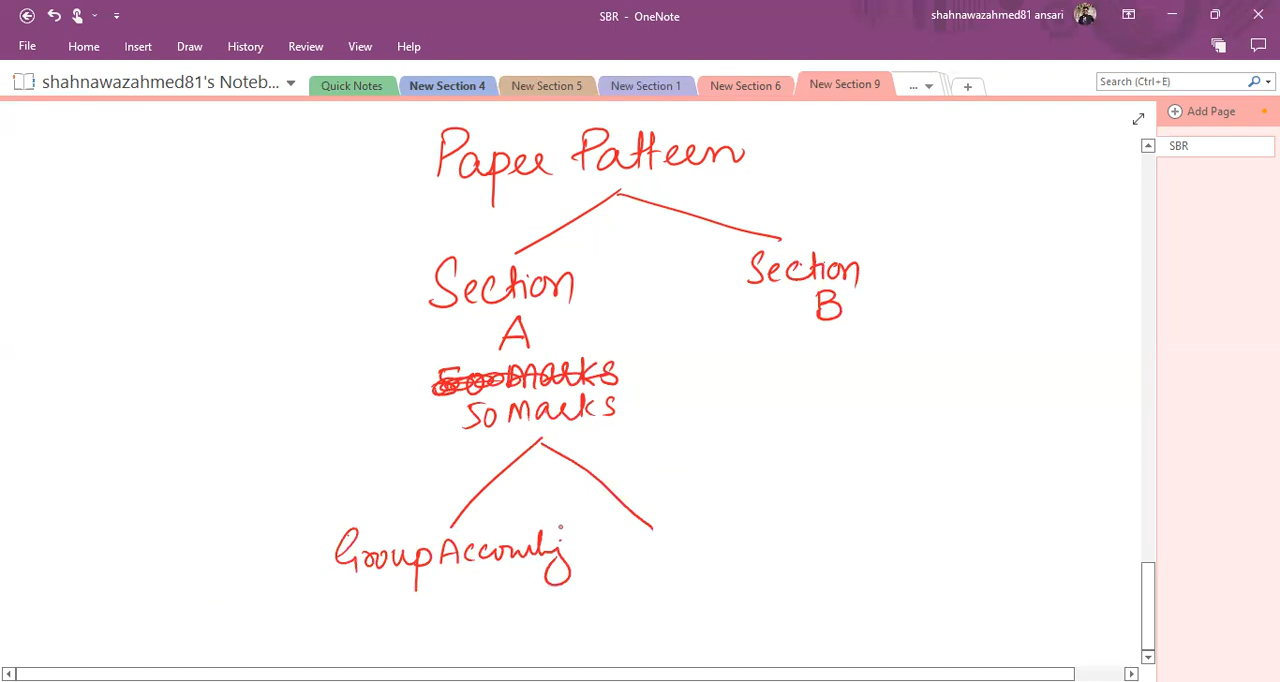 SBR - OneNote
shahnawazahmed81 ansari
File Home Insert Draw History Review View Help
shahnawazahmed81's Noteb...
Quick Notes New Section 4 New Section 5 New Section 1 New Section 6 New Section 9 ...
Search (Ctrl+E)
Add Page
SBR
Paper Pattern
Section
A
50 Marks
50 Marks
Section
B
Group Accounting